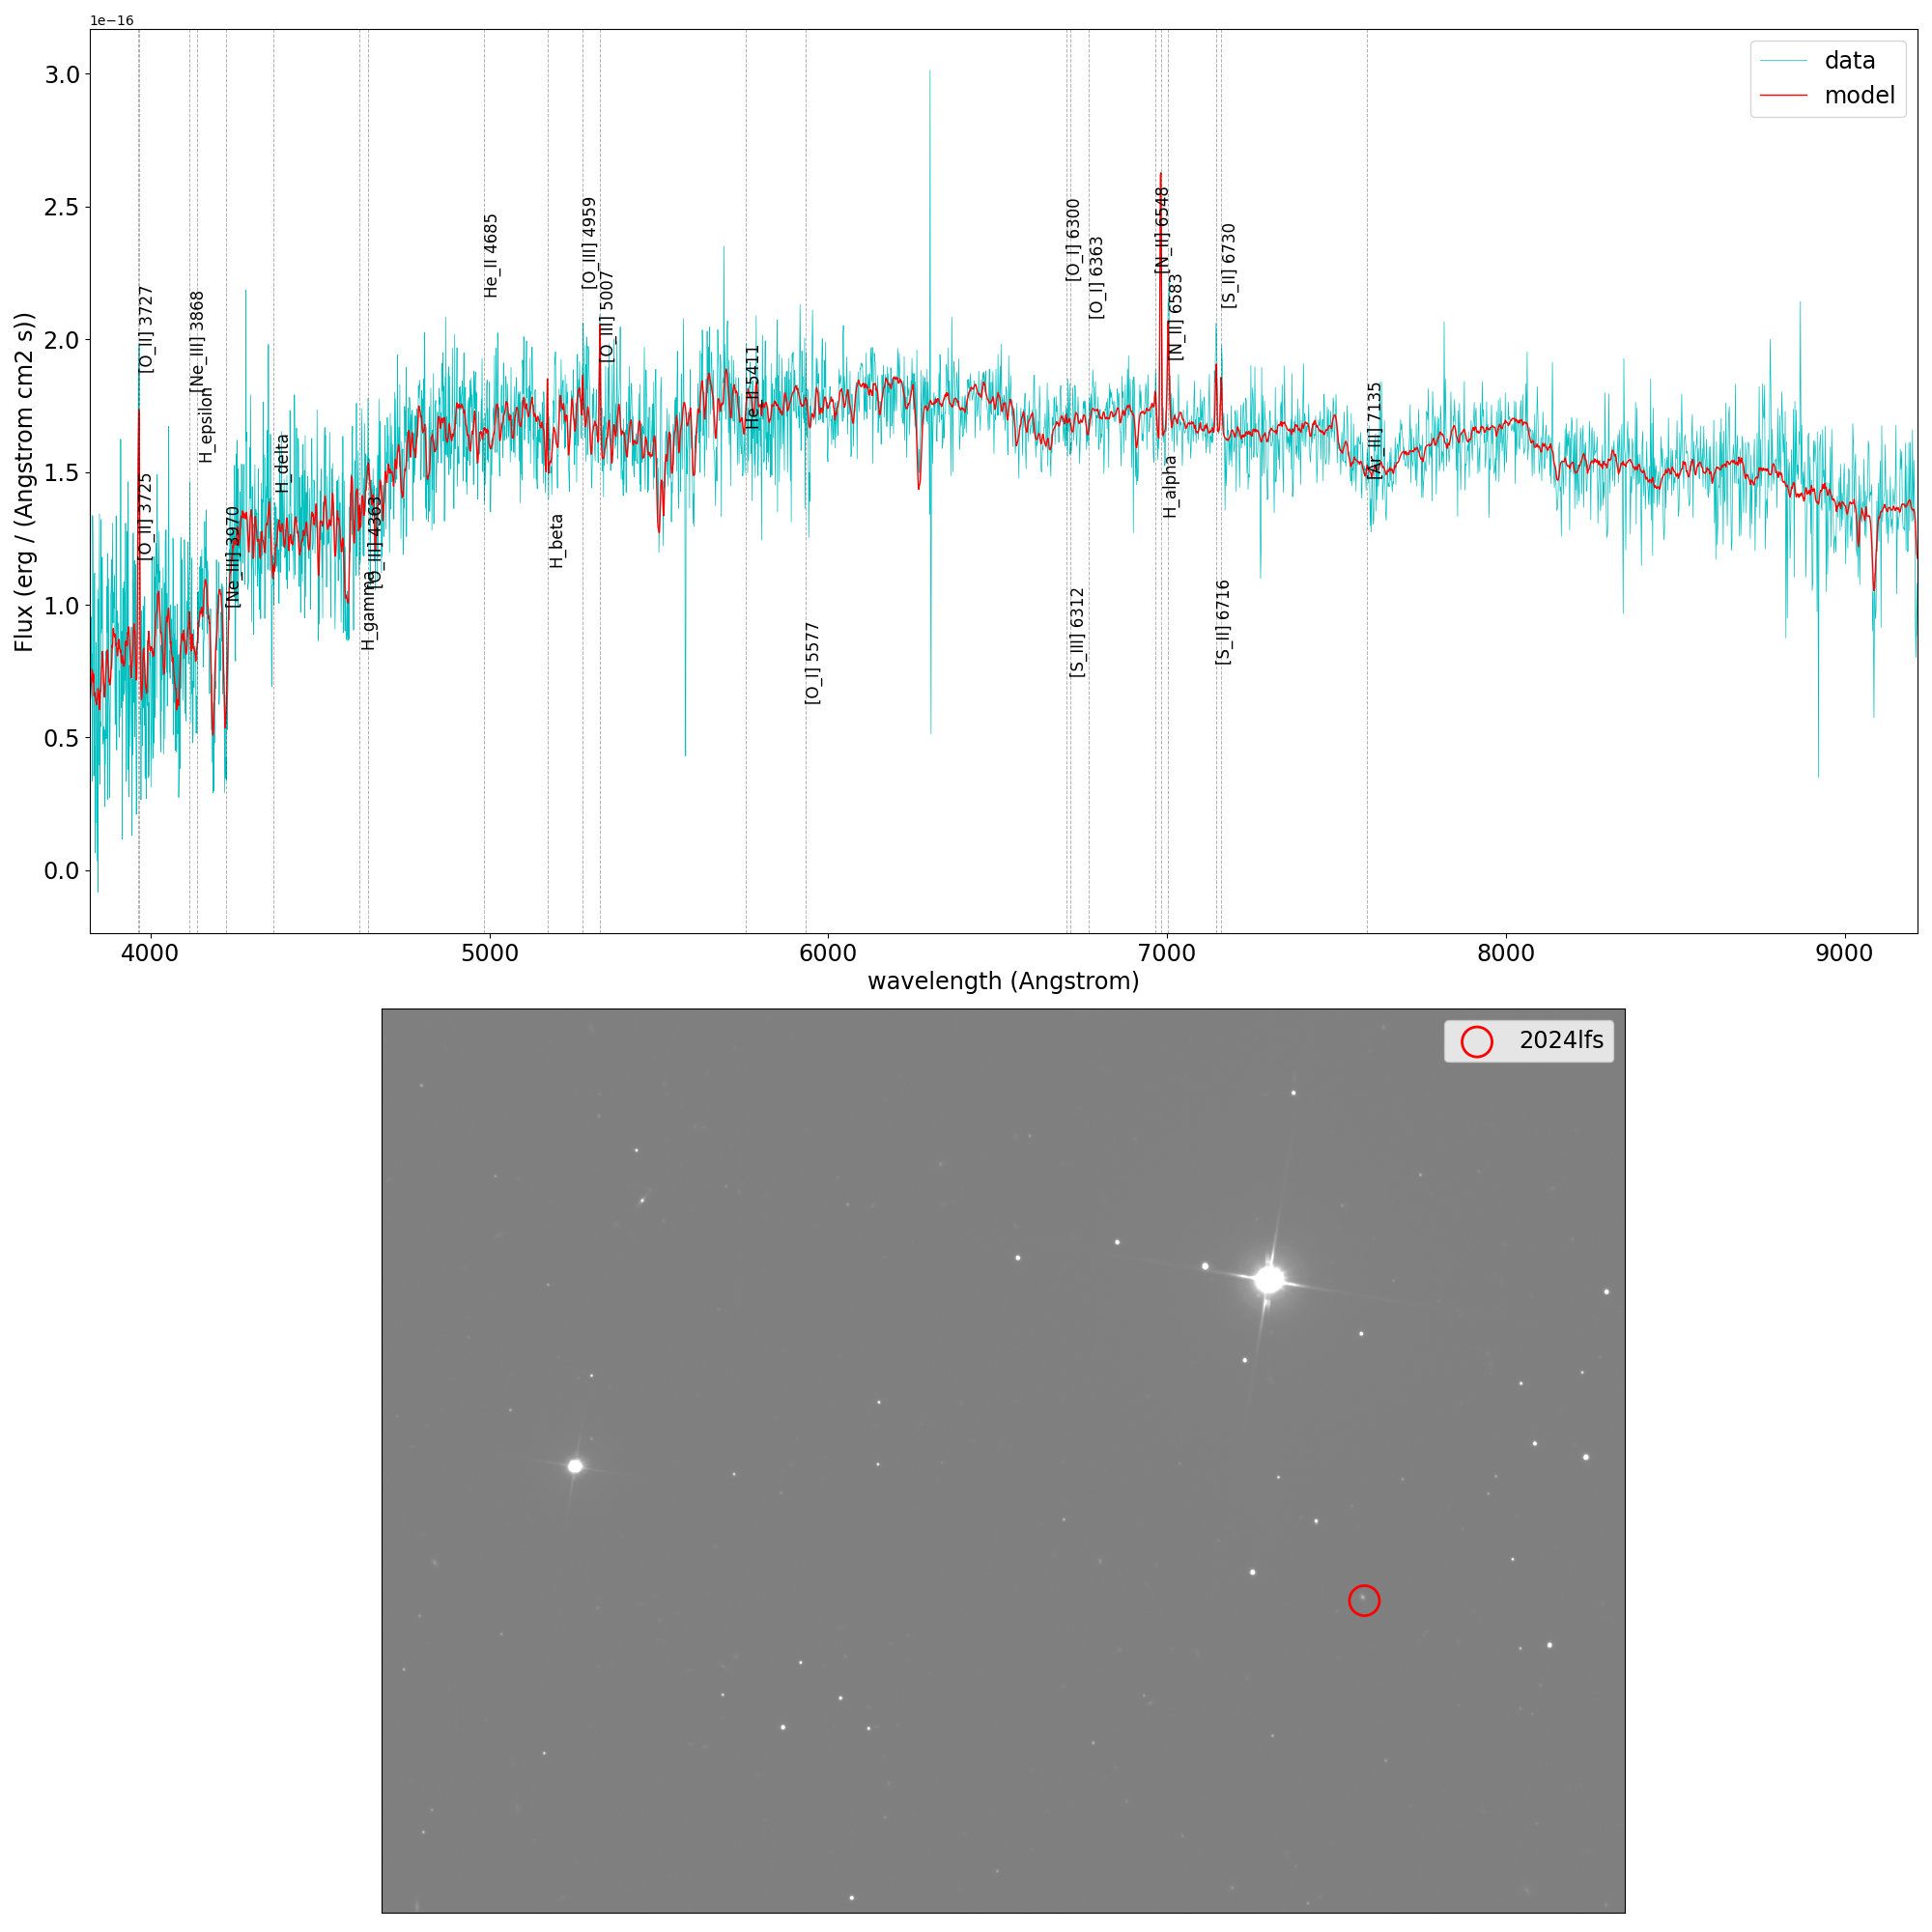 1e−16
3.0
2.5
2.0
1.5
1.0
0.5
0.0
Flux (erg / (Angstrom cm2 s))
data
model
[O_II] 3727
[O_II] 3725
[Ne_III] 3868
H_epsilon
[Ne_III] 3970
H_delta
H_gamma
[O_III] 4363
He_II 4685
H_beta
[O_III] 4959
[O_III] 5007
He_II 5411
[O_I] 5577
[O_I] 6300
[S_III] 6312
[O_I] 6363
[N_II] 6548
H_alpha
[N_II] 6583
[S_II] 6716
[S_II] 6730
[Ar_III] 7135
4000 5000 6000 7000 8000 9000
wavelength (Angstrom)
2024lfs